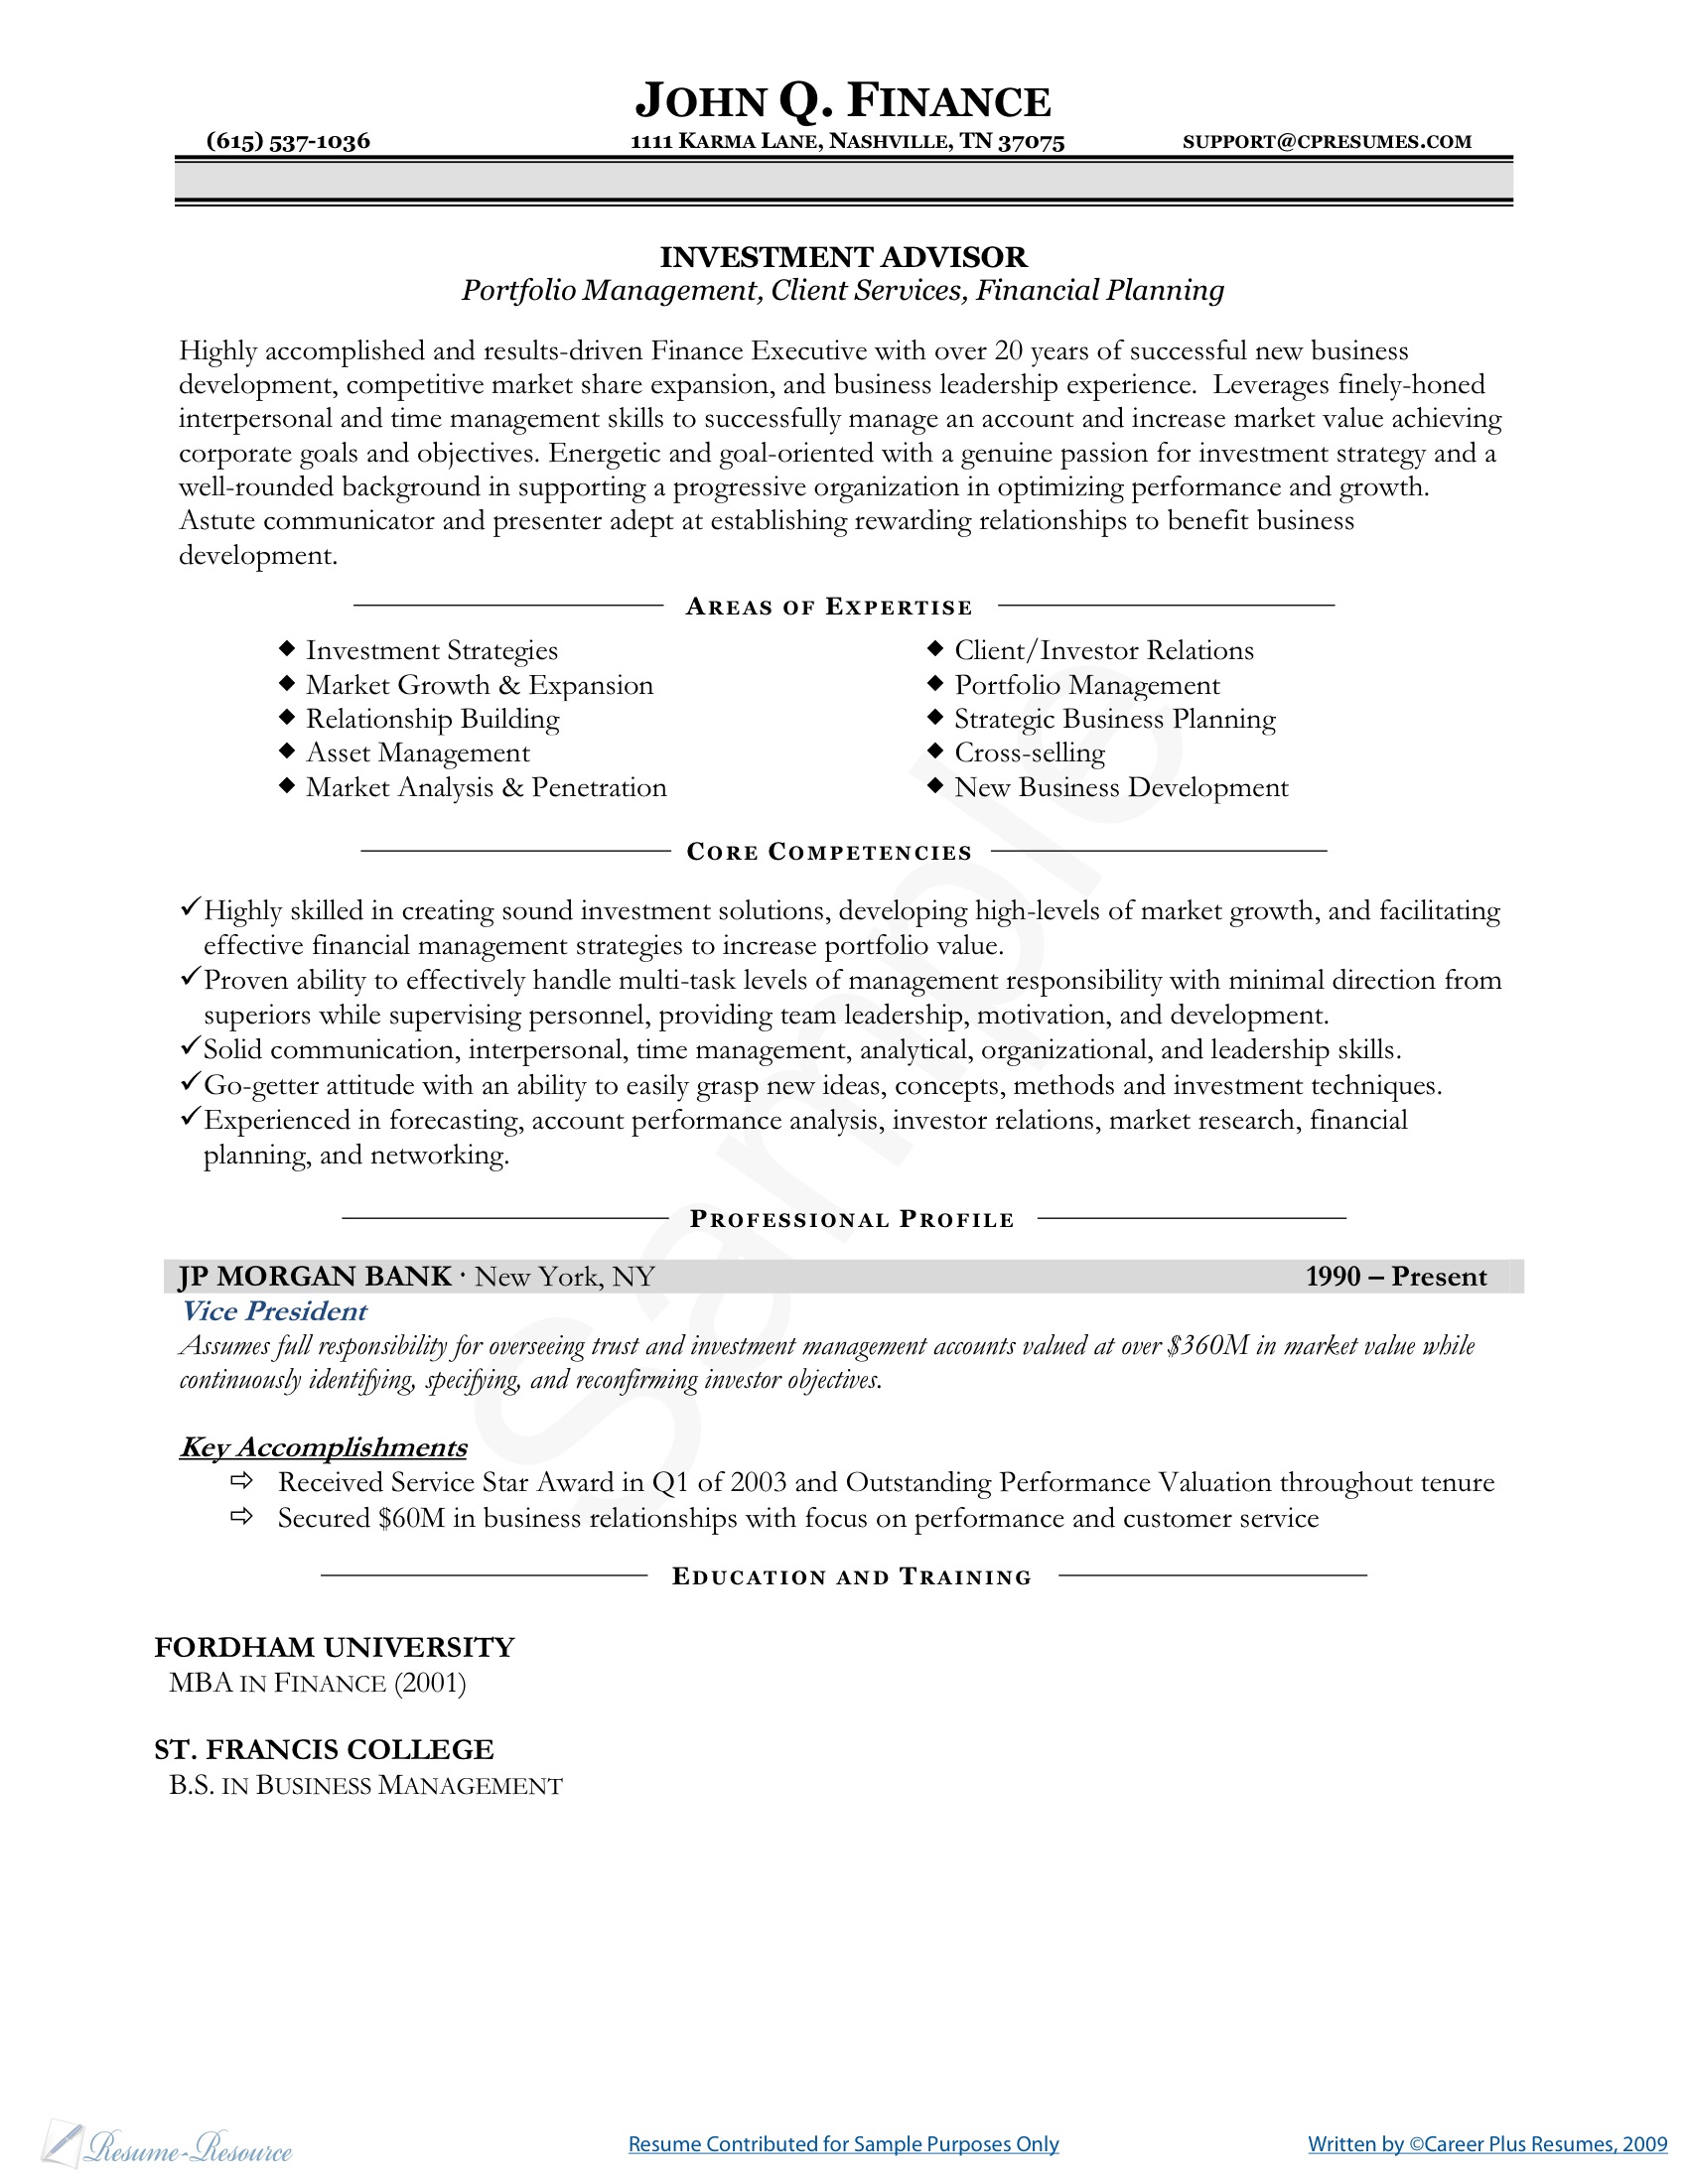 JOHN Q. FINANCE
(615) 537-1036 1111 KARMA LANE, NASHVILLE, TN 37075 SUPPORT@CPRESUMES.COM
INVESTMENT ADVISOR
Portfolio Management, Client Services, Financial Planning
Highly accomplished and results-driven Finance Executive with over 20 years of successful new business
development, competitive market share expansion, and business leadership experience.  Leverages finely-honed
interpersonal and time management skills to successfully manage an account and increase market value achieving
corporate goals and objectives. Energetic and goal-oriented with a genuine passion for investment strategy and a
well-rounded background in supporting a progressive organization in optimizing performance and growth.
Astute communicator and presenter adept at establishing rewarding relationships to benefit business
development.
AREAS OF EXPERTISE
◆ Investment Strategies
◆ Market Growth & Expansion
◆ Relationship Building
◆ Asset Management
◆ Market Analysis & Penetration
◆ Client/Investor Relations
◆ Portfolio Management
◆ Strategic Business Planning
◆ Cross-selling
◆ New Business Development
CORE COMPETENCIES
✓Highly skilled in creating sound investment solutions, developing high-levels of market growth, and facilitating
effective financial management strategies to increase portfolio value.
✓Proven ability to effectively handle multi-task levels of management responsibility with minimal direction from
superiors while supervising personnel, providing team leadership, motivation, and development.
✓Solid communication, interpersonal, time management, analytical, organizational, and leadership skills.
✓Go-getter attitude with an ability to easily grasp new ideas, concepts, methods and investment techniques.
✓Experienced in forecasting, account performance analysis, investor relations, market research, financial
planning, and networking.
PROFESSIONAL PROFILE
JP MORGAN BANK · New York, NY 1990 – Present
Vice President
Assumes full responsibility for overseeing trust and investment management accounts valued at over $360M in market value while
continuously identifying, specifying, and reconfirming investor objectives.
Key Accomplishments
⇨ Received Service Star Award in Q1 of 2003 and Outstanding Performance Valuation throughout tenure
⇨ Secured $60M in business relationships with focus on performance and customer service
EDUCATION AND TRAINING
FORDHAM UNIVERSITY
MBA IN FINANCE (2001)
ST. FRANCIS COLLEGE
B.S. IN BUSINESS MANAGEMENT
Sample
Resume-Resource
Resume Contributed for Sample Purposes Only
Written by ©Career Plus Resumes, 2009